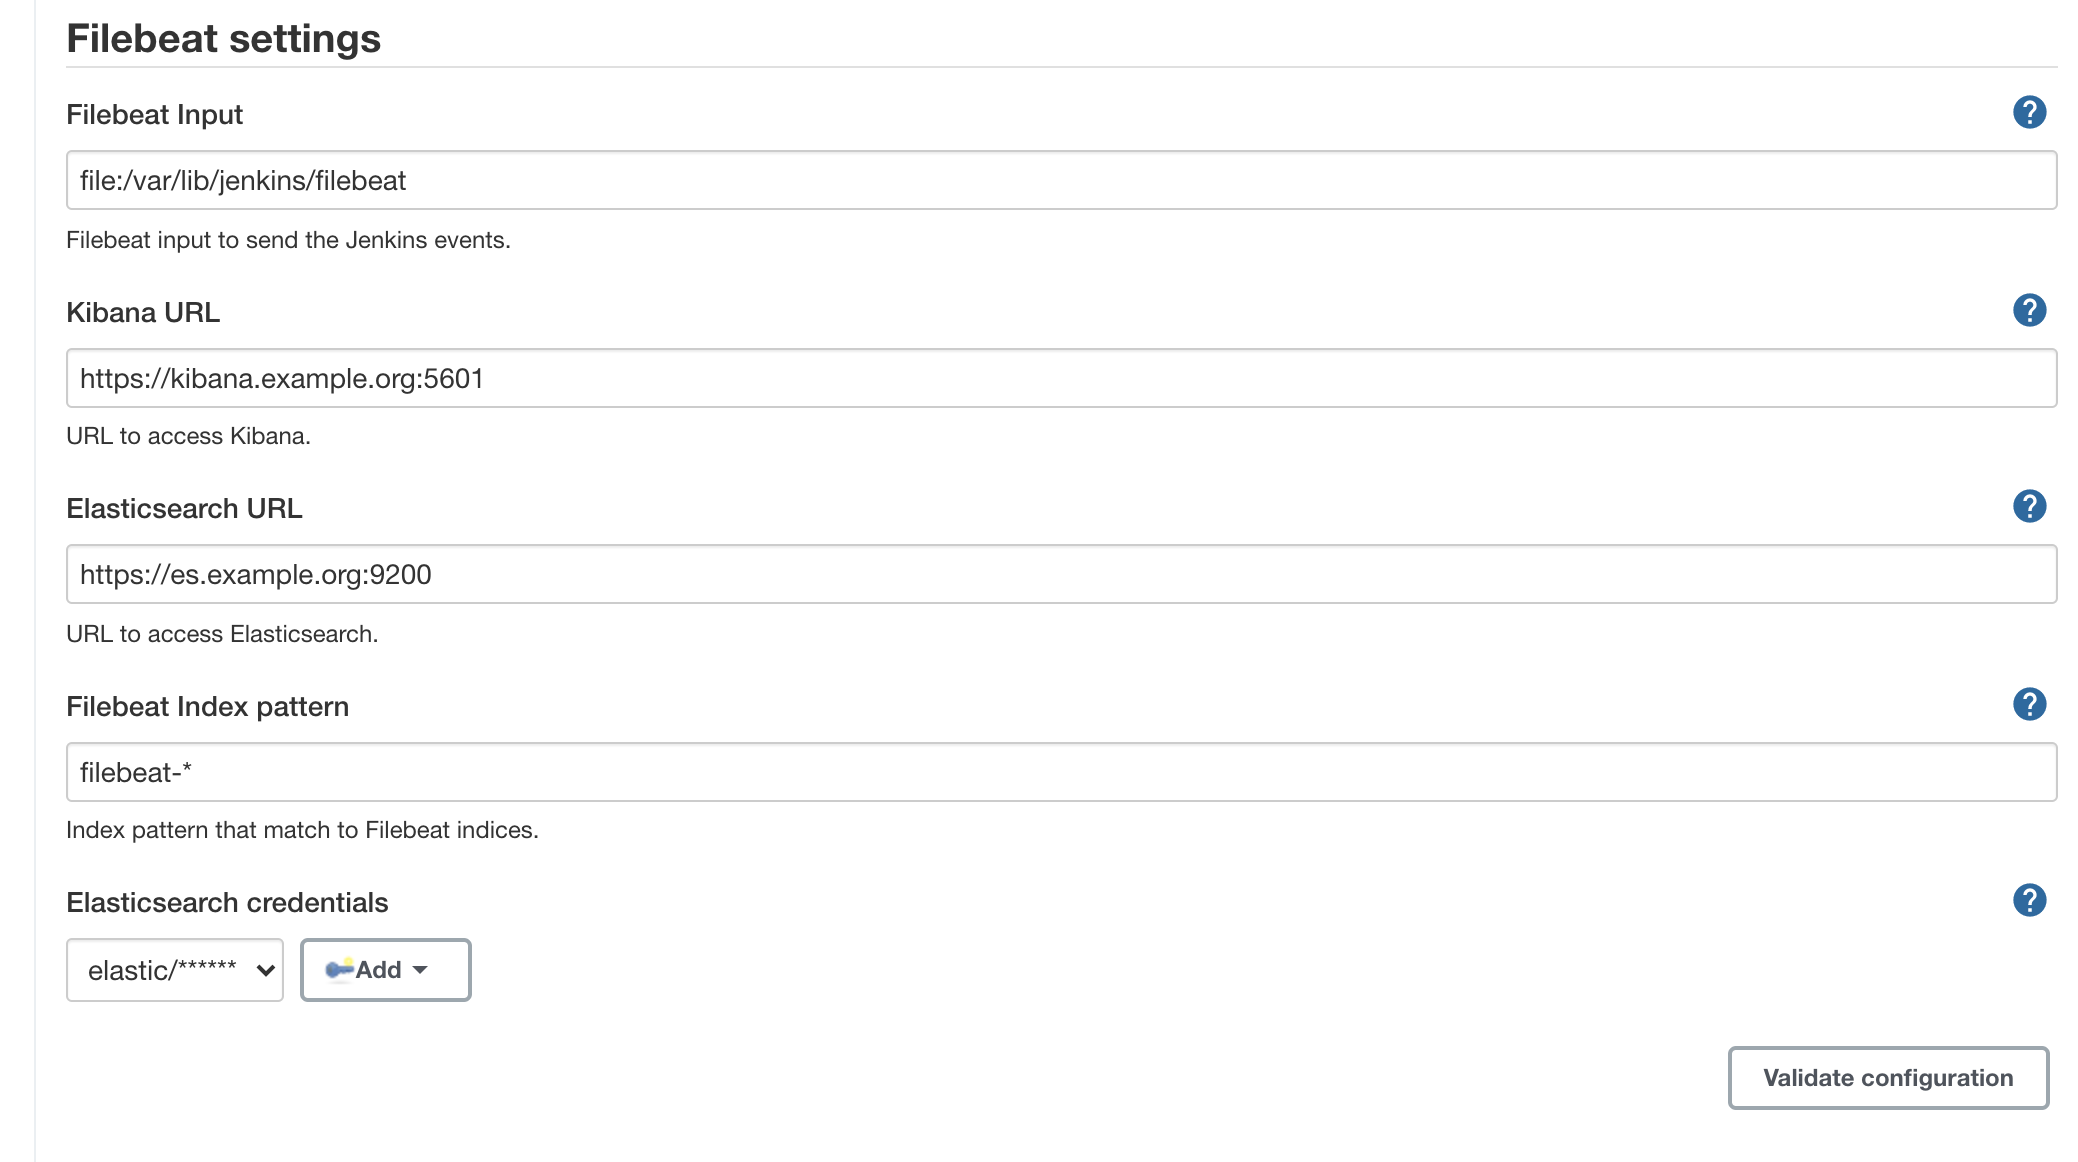 Filebeat settings
Filebeat Input
?
file:/var/lib/jenkins/filebeat
Filebeat input to send the Jenkins events.
Kibana URL
?
https://kibana.example.org:5601
URL to access Kibana.
Elasticsearch URL
?
https://es.example.org:9200
URL to access Elasticsearch.
Filebeat Index pattern
?
filebeat-*
Index pattern that match to Filebeat indices.
Elasticsearch credentials
?
elastic/****** Add
Validate configuration